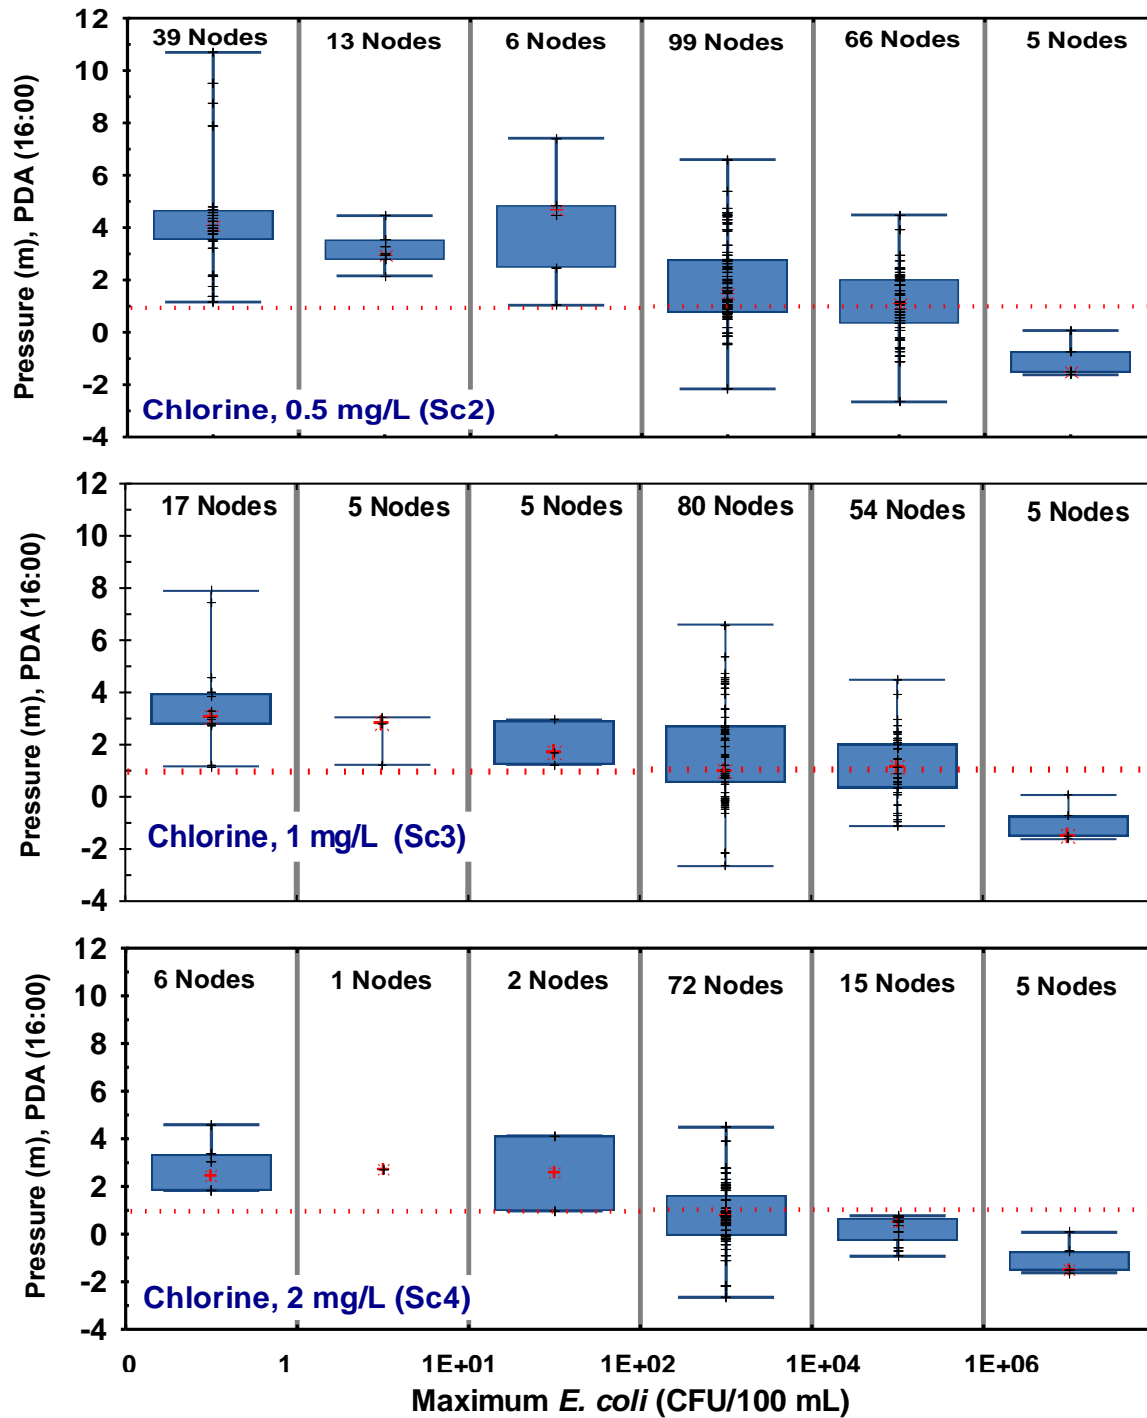 Pressure (m), PDA (16:00)
12
10
8
6
4
2
0
-2
-4
39 Nodes
13 Nodes
6 Nodes
99 Nodes
66 Nodes
5 Nodes
Chlorine, 0.5 mg/L (Sc2)
Pressure (m), PDA (16:00)
12
10
8
6
4
2
0
-2
-4
17 Nodes
5 Nodes
5 Nodes
80 Nodes
54 Nodes
5 Nodes
Chlorine, 1 mg/L (Sc3)
Pressure (m), PDA (16:00)
12
10
8
6
4
2
0
-2
-4
6 Nodes
1 Nodes
2 Nodes
72 Nodes
15 Nodes
5 Nodes
Chlorine, 2 mg/L (Sc4)
0 1 1E+01 1E+02 1E+04 1E+06
Maximum E. coli (CFU/100 mL)